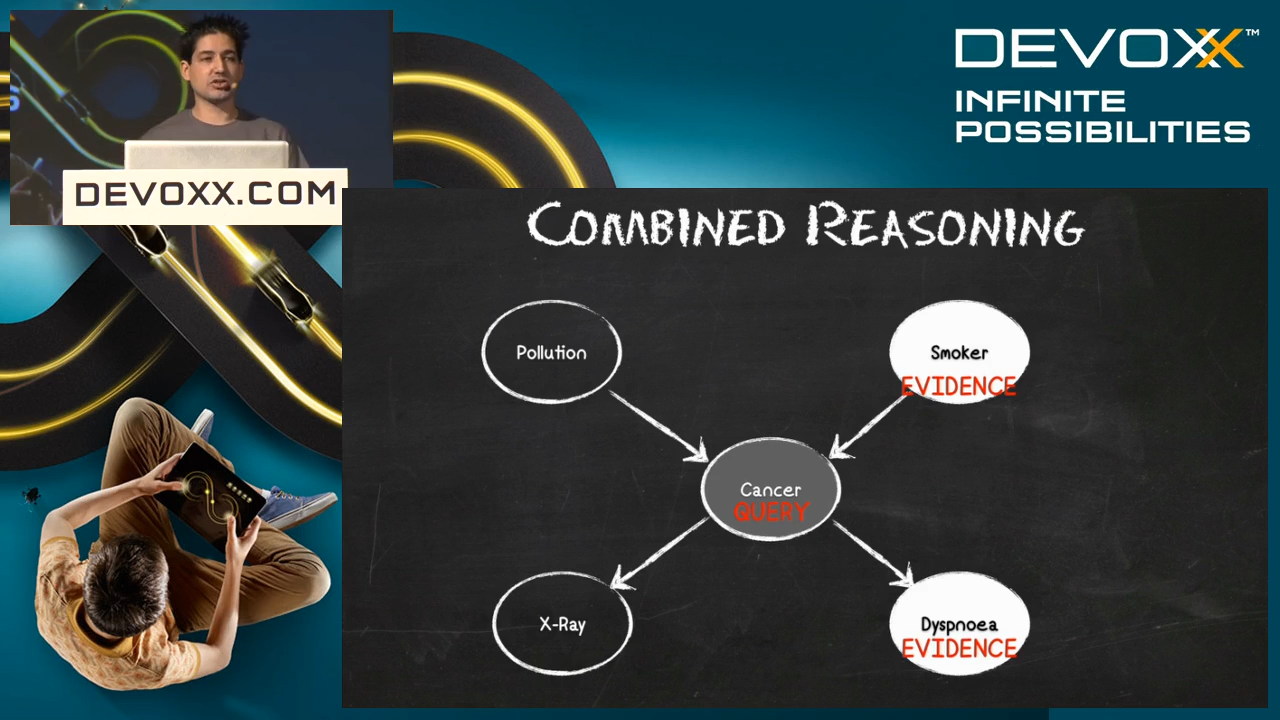 DEVOXX™
INFINITE
POSSIBILITIES
DEVOXX.COM
COMBINED REASONING
Pollution
Smoker
EVIDENCE
Cancer
QUERY
X-Ray
Dyspnoea
EVIDENCE